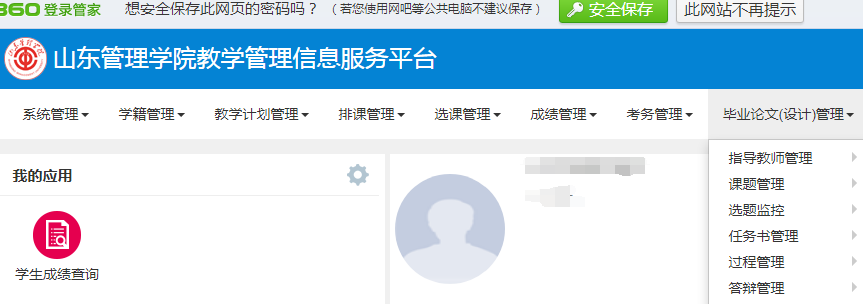 360 登录管家 想安全保存此网页的密码吗？（若您使用网吧等公共电脑不建议保存） 安全保存 此网站不再提示
山东管理学院教学管理信息服务平台
系统管理 学籍管理 教学计划管理 排课管理 选课管理 成绩管理 考务管理 毕业论文(设计)管理
我的应用
学生成绩查询
指导教师管理
课题管理
选题监控
任务书管理
过程管理
答辩管理